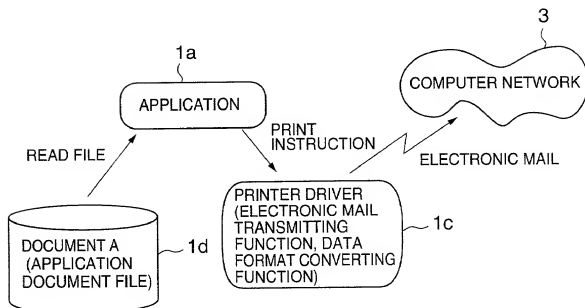 3
1a
COMPUTER NETWORK
APPLICATION
PRINT
INSTRUCTION
READ FILE
ELECTRONIC MAIL
PRINTER DRIVER
(ELECTRONIC MAIL
TRANSMITTING
FUNCTION, DATA
FORMAT CONVERTING
FUNCTION)
1c
DOCUMENT A
(APPLICATION
DOCUMENT FILE)
1d